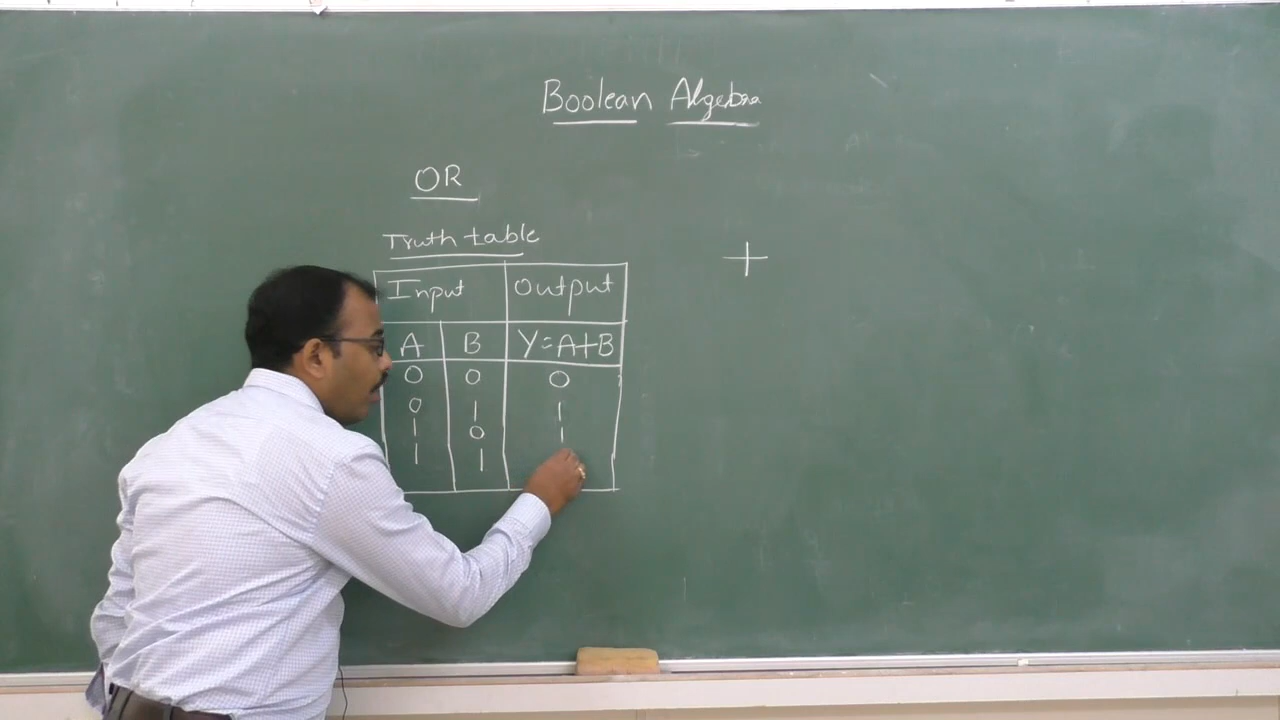 Boolean Algebra
OR
Truth table
+
Input Output
A B Y=A+B
0 0 0
0 1 1
1 0 1
1 1